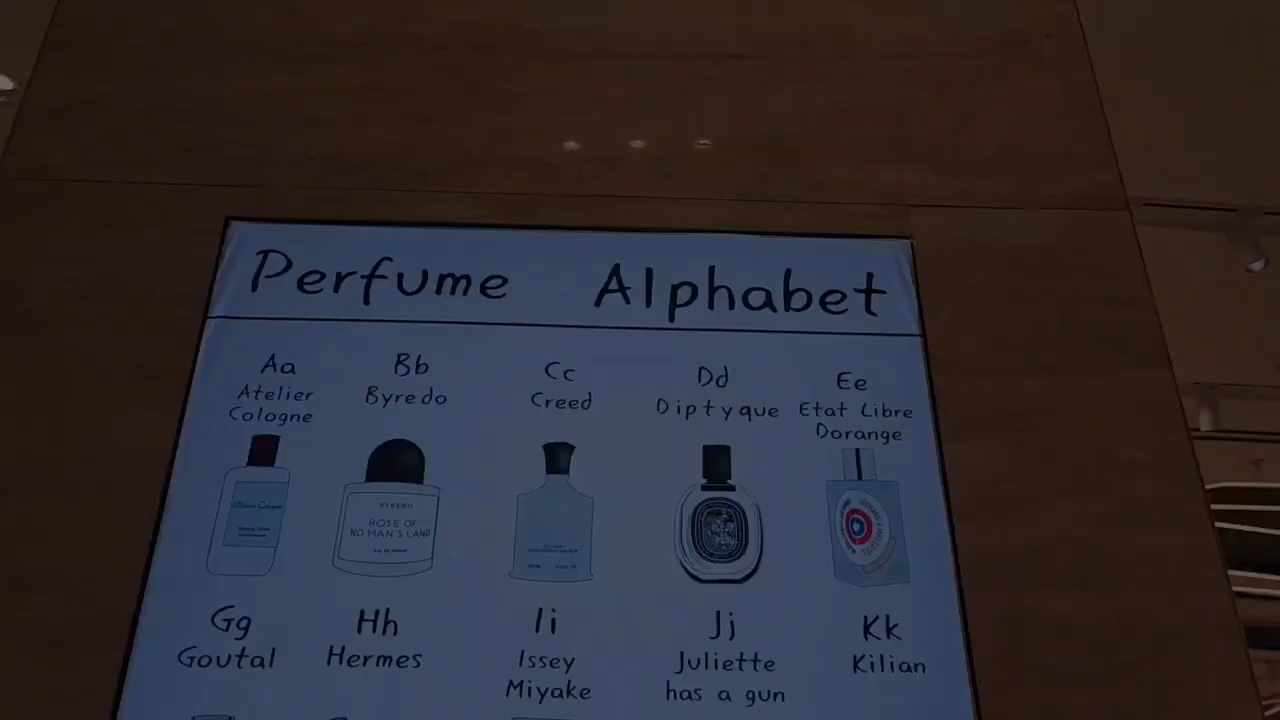 Perfume Alphabet
Aa Bb Cc Dd Ee
Atelier Cologne
Byredo
Creed
Diptyque
Etat Libre Dorange
BYREDO
ROSE OF
NO MAN'S LAND
Gg Hh Ii Jj Kk
Goutal
Hermes
Issey Miyake
Juliette has a gun
Kilian